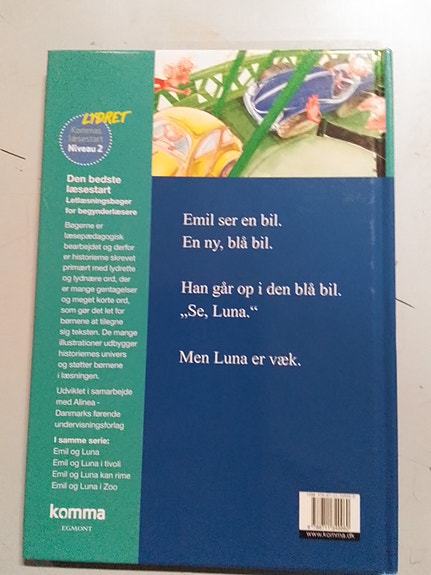 LYDRET
Kommas
læsestart
Niveau 2
Den bedste
læsestart
Letlæsningsbøger
for begynderlæsere
Bøgerne er
læsepædagogisk
bearbejdet og derfor
er historierne skrevet
primært med lydrette
og lydnære ord, der
er mange gentagelser
og meget korte ord,
som gør det let for
børnene at tilegne
sig teksten. De mange
illustrationer udbygger
historiernes univers
og støtter børnene
i læsningen.
Udviklet i samarbejde
med Alinea -
Danmarks førende
undervisningsforlag
I samme serie:
Emil og Luna
Emil og Luna i tivoli
Emil og Luna kan rime
Emil og Luna i Zoo
komma
EGMONT
Emil ser en bil.
En ny, blå bil.
Han går op i den blå bil.
„Se, Luna.“
Men Luna er væk.
www.komma.dk